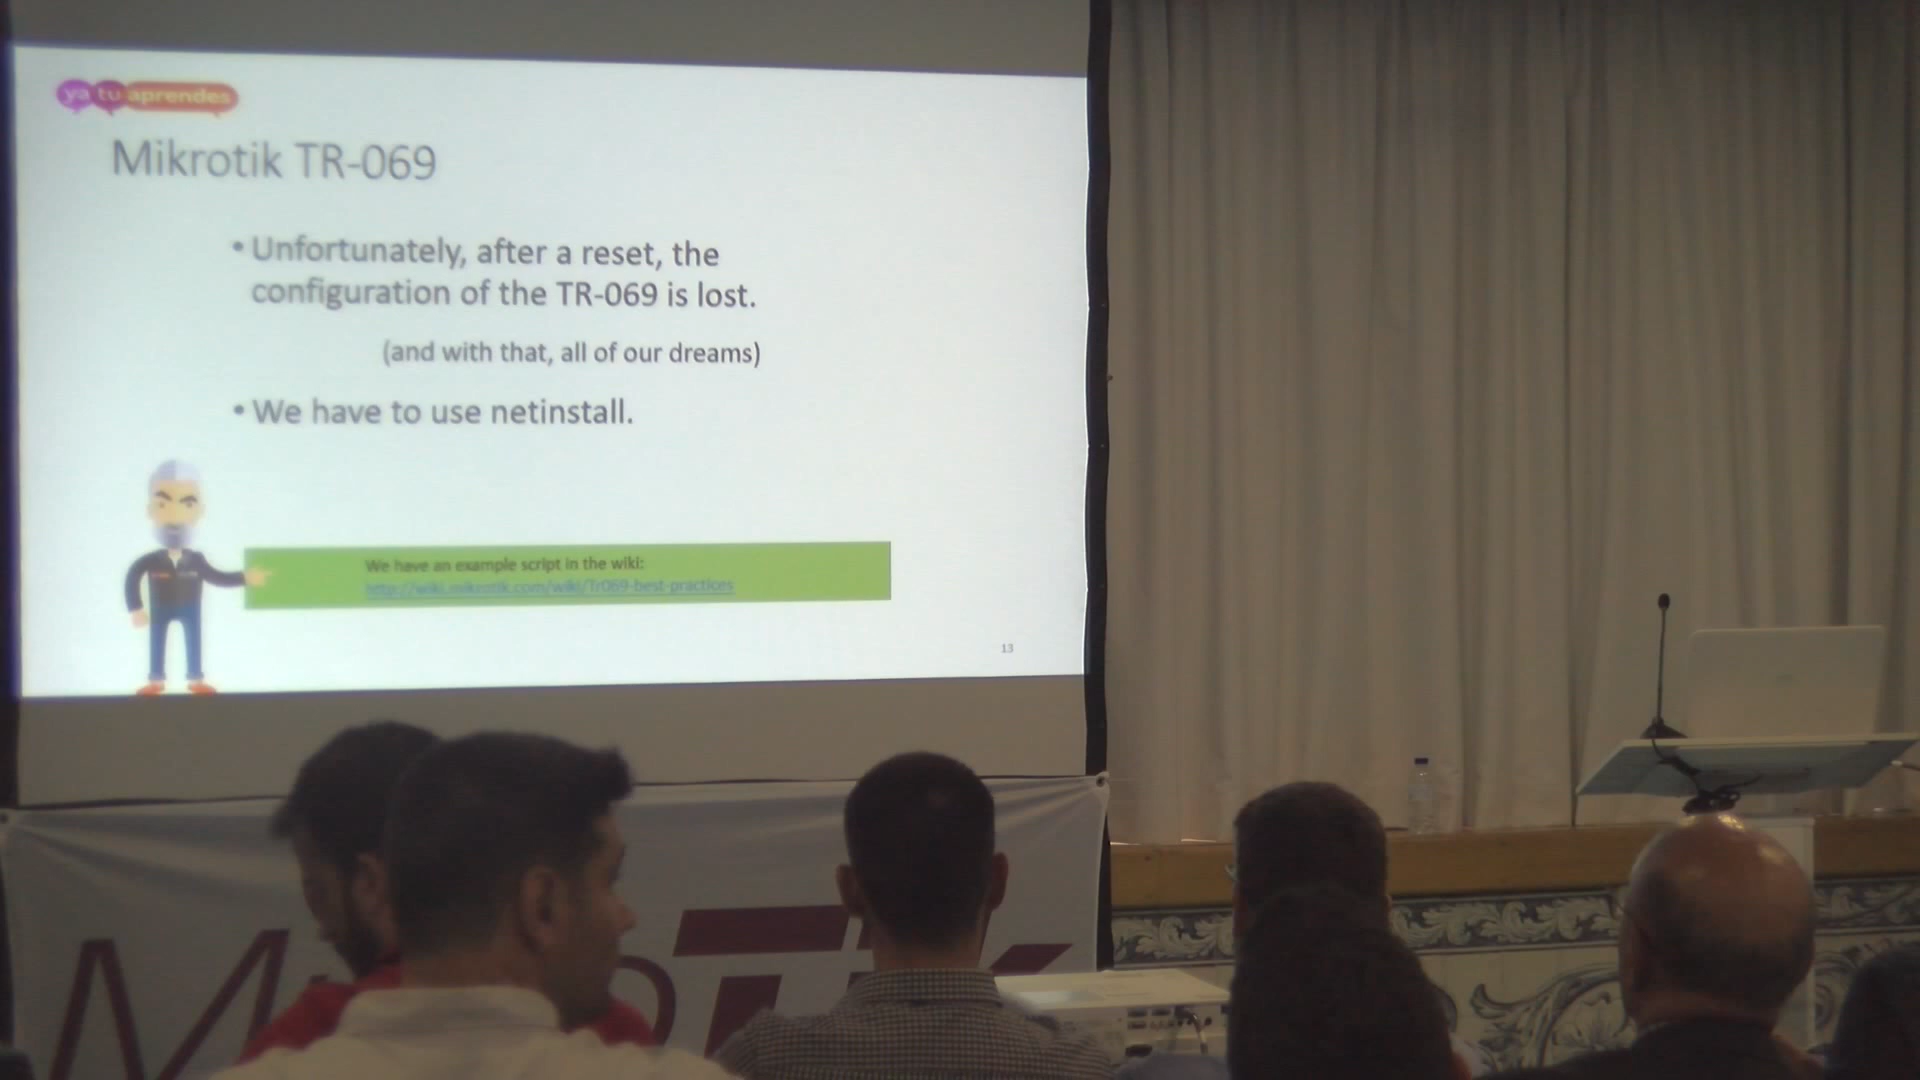 ya tu aprendes
Mikrotik TR-069
• Unfortunately, after a reset, the
configuration of the TR-069 is lost.
(and with that, all of our dreams)
• We have to use netinstall.
We have an example script in the wiki:
http://wiki.mikrotik.com/wiki/Tr069-best-practices
13